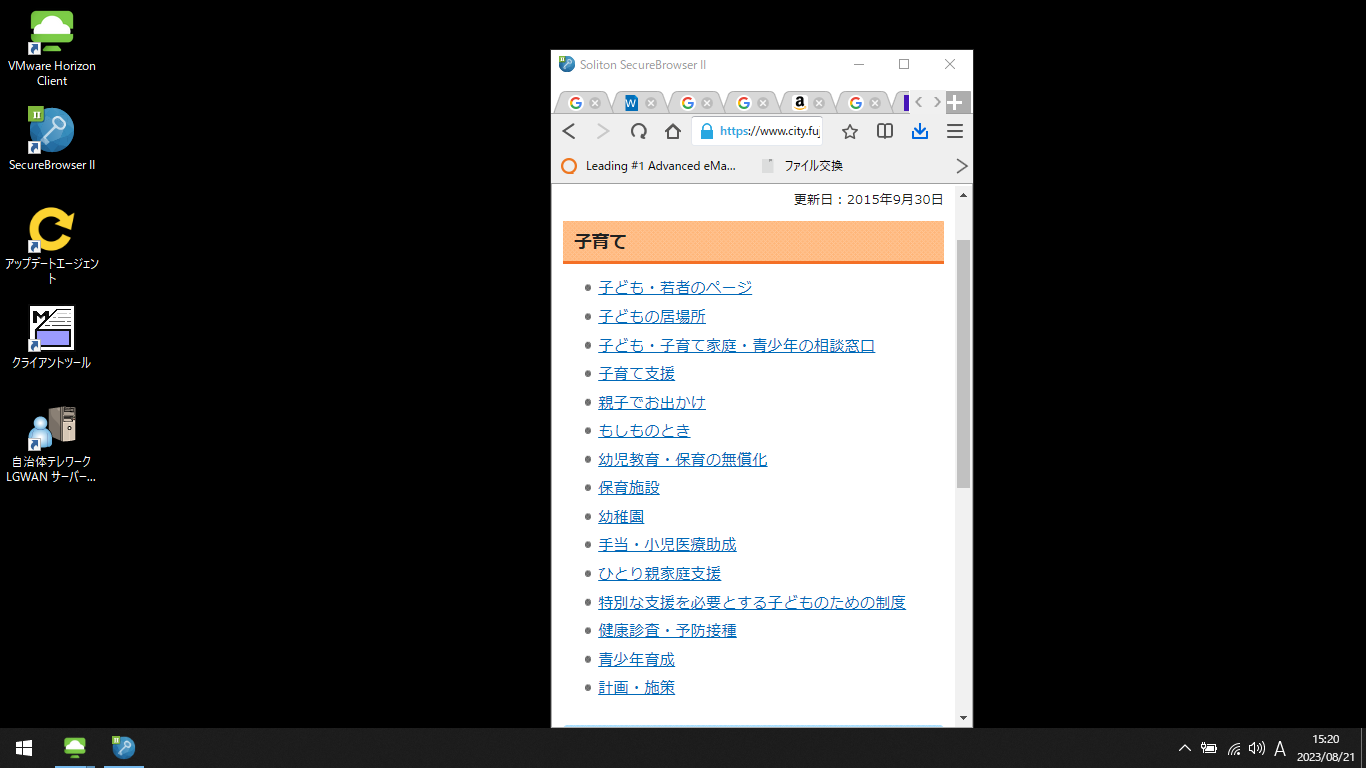 VMware Horizon
Client
SecureBrowser II
アップデートエージェン
ト
クライアントツール
自治体テレワーク
LGWAN サーバー...
Soliton SecureBrowser II
https://www.city.fuj
Leading #1 Advanced eMa...
ファイル交換
更新日：2015年9月30日
子育て
子ども・若者のページ
子どもの居場所
子ども・子育て家庭・青少年の相談窓口
子育て支援
親子でお出かけ
もしものとき
幼児教育・保育の無償化
保育施設
幼稚園
手当・小児医療助成
ひとり親家庭支援
特別な支援を必要とする子どものための制度
健康診査・予防接種
青少年育成
計画・施策
A
15:20
2023/08/21